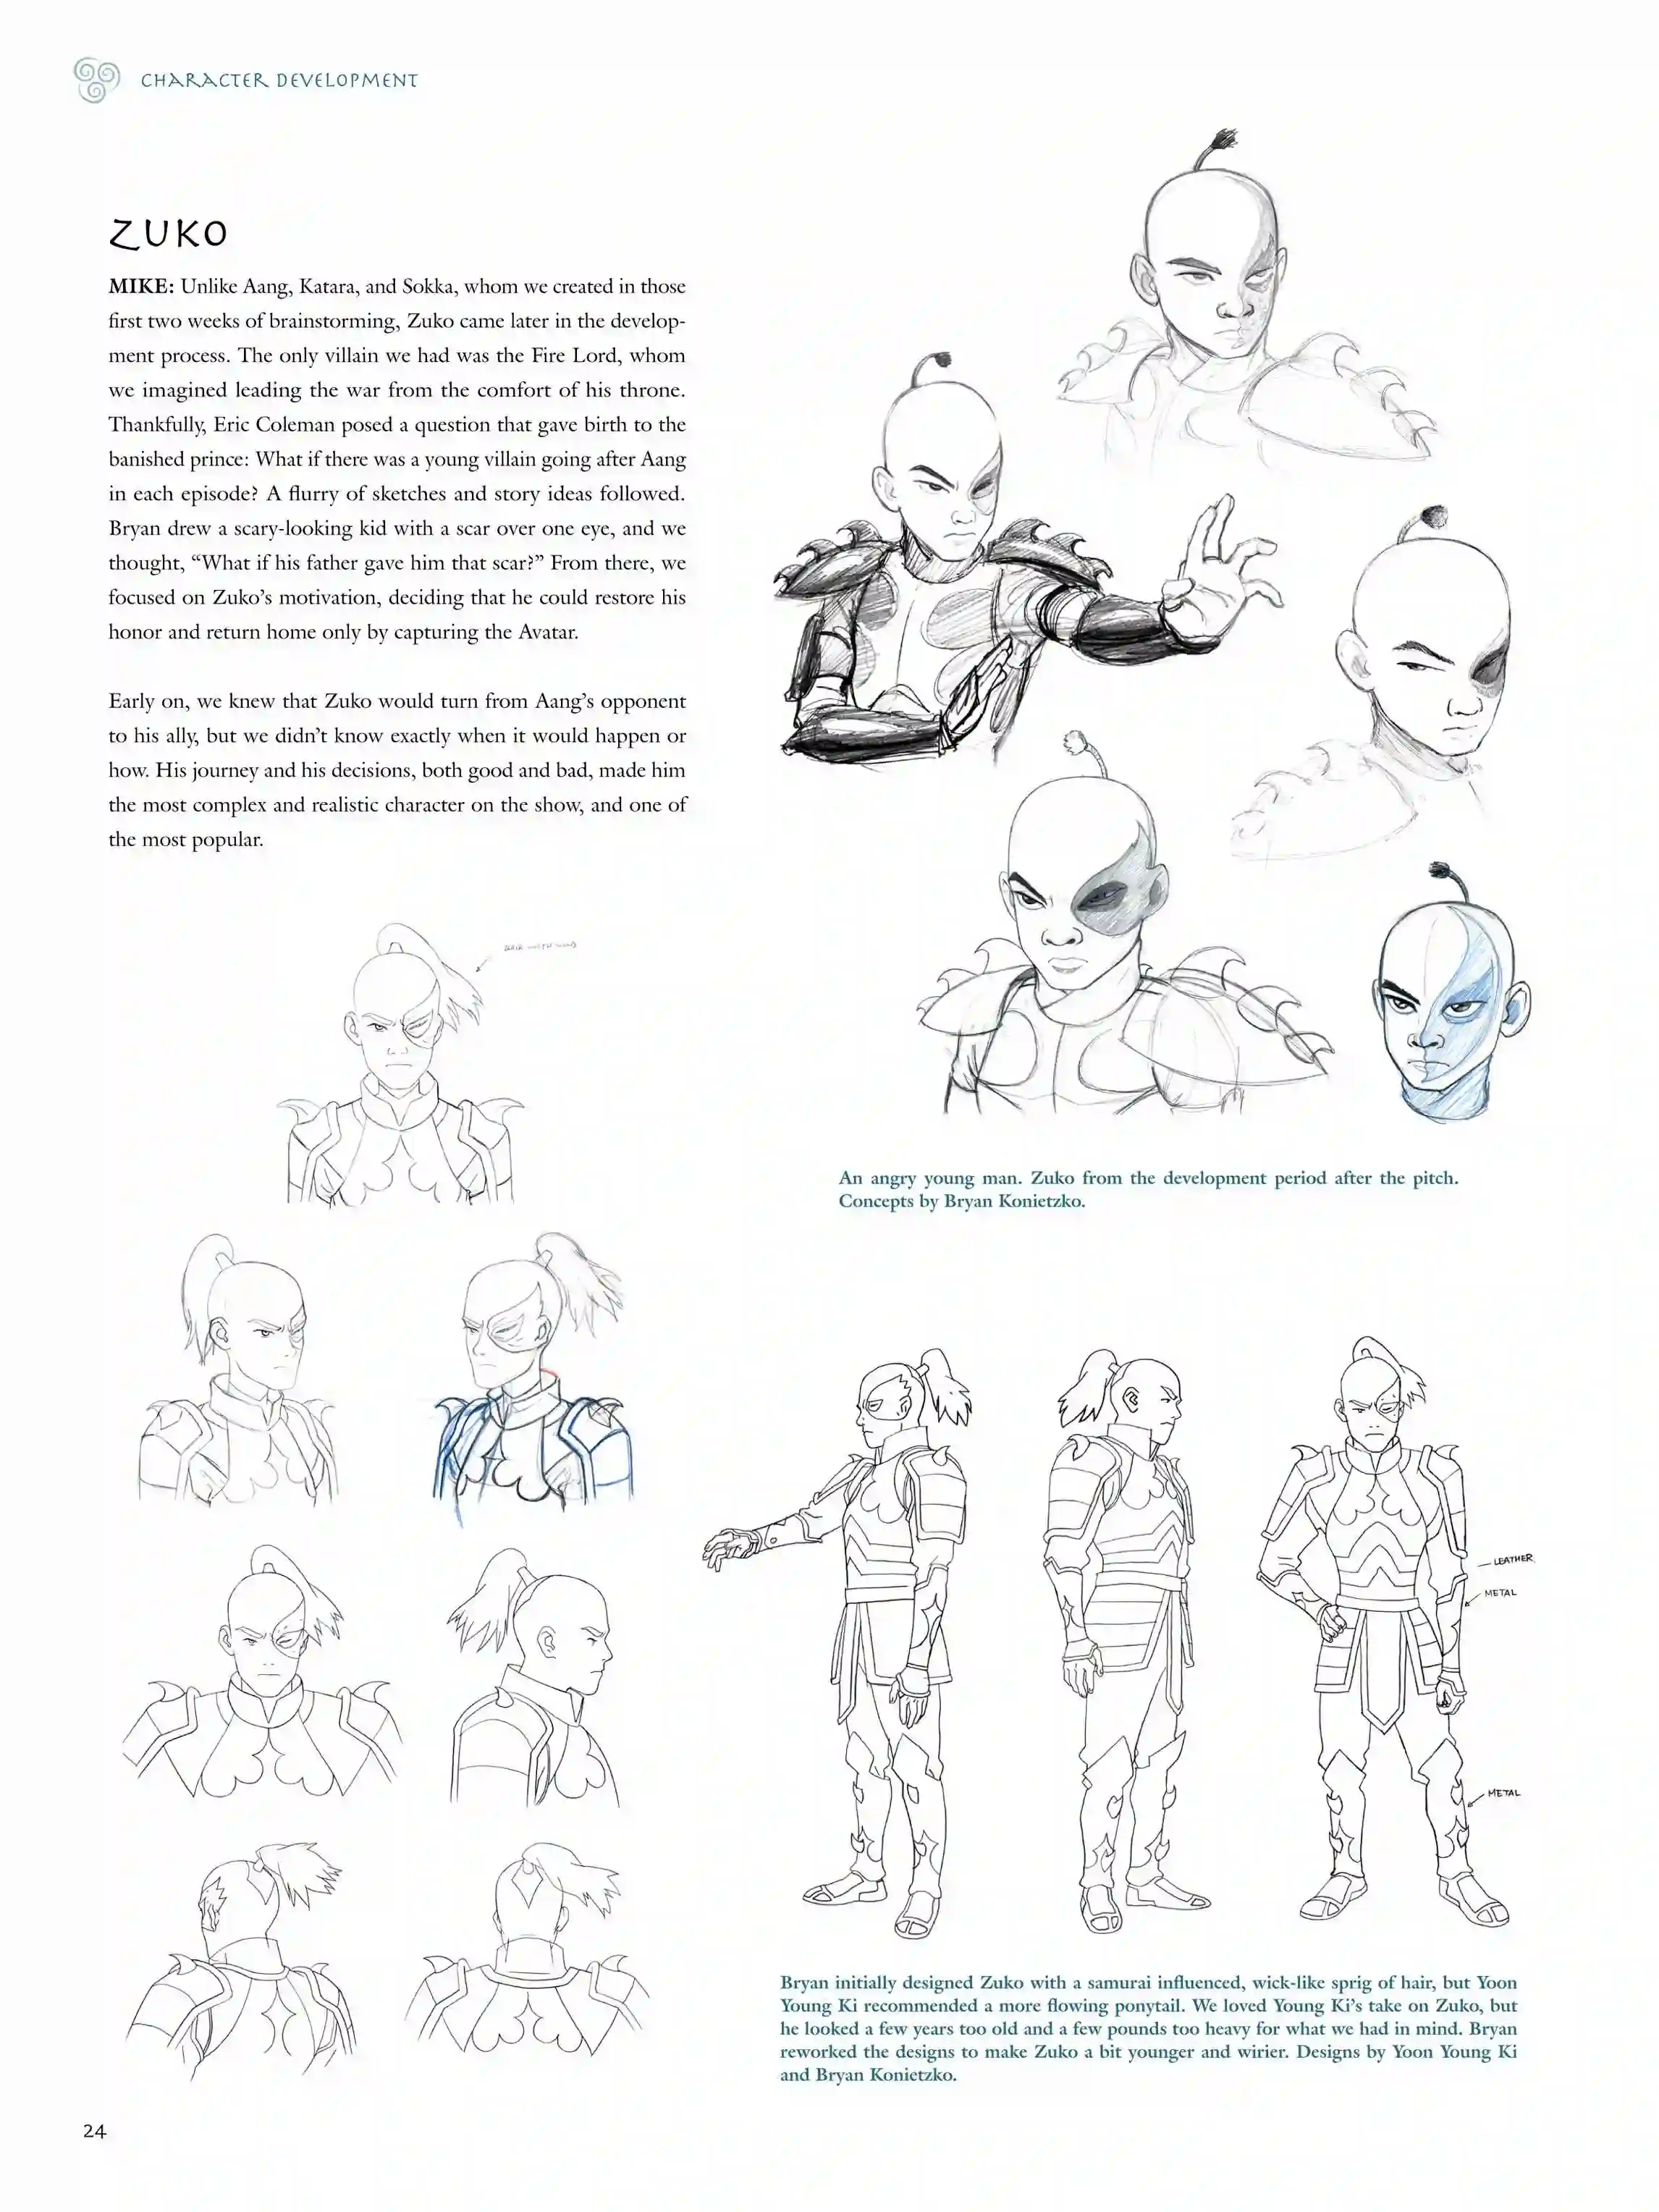 CHARACTER DEVELOPMENT
ZUKO
MIKE: Unlike Aang, Katara, and Sokka, whom we created in those
first two weeks of brainstorming, Zuko came later in the develop-
ment process. The only villain we had was the Fire Lord, whom
we imagined leading the war from the comfort of his throne.
Thankfully, Eric Coleman posed a question that gave birth to the
banished prince: What if there was a young villain going after Aang
in each episode? A flurry of sketches and story ideas followed.
Bryan drew a scary-looking kid with a scar over one eye, and we
thought, “What if his father gave him that scar?” From there, we
focused on Zuko’s motivation, deciding that he could restore his
honor and return home only by capturing the Avatar.
Early on, we knew that Zuko would turn from Aang’s opponent
to his ally, but we didn’t know exactly when it would happen or
how. His journey and his decisions, both good and bad, made him
the most complex and realistic character on the show, and one of
the most popular.
An angry young man. Zuko from the development period after the pitch.
Concepts by Bryan Konietzko.
LEATHER
METAL
METAL
Bryan initially designed Zuko with a samurai influenced, wick-like sprig of hair, but Yoon
Young Ki recommended a more flowing ponytail. We loved Young Ki’s take on Zuko, but
he looked a few years too old and a few pounds too heavy for what we had in mind. Bryan
reworked the designs to make Zuko a bit younger and wirier. Designs by Yoon Young Ki
and Bryan Konietzko.
24